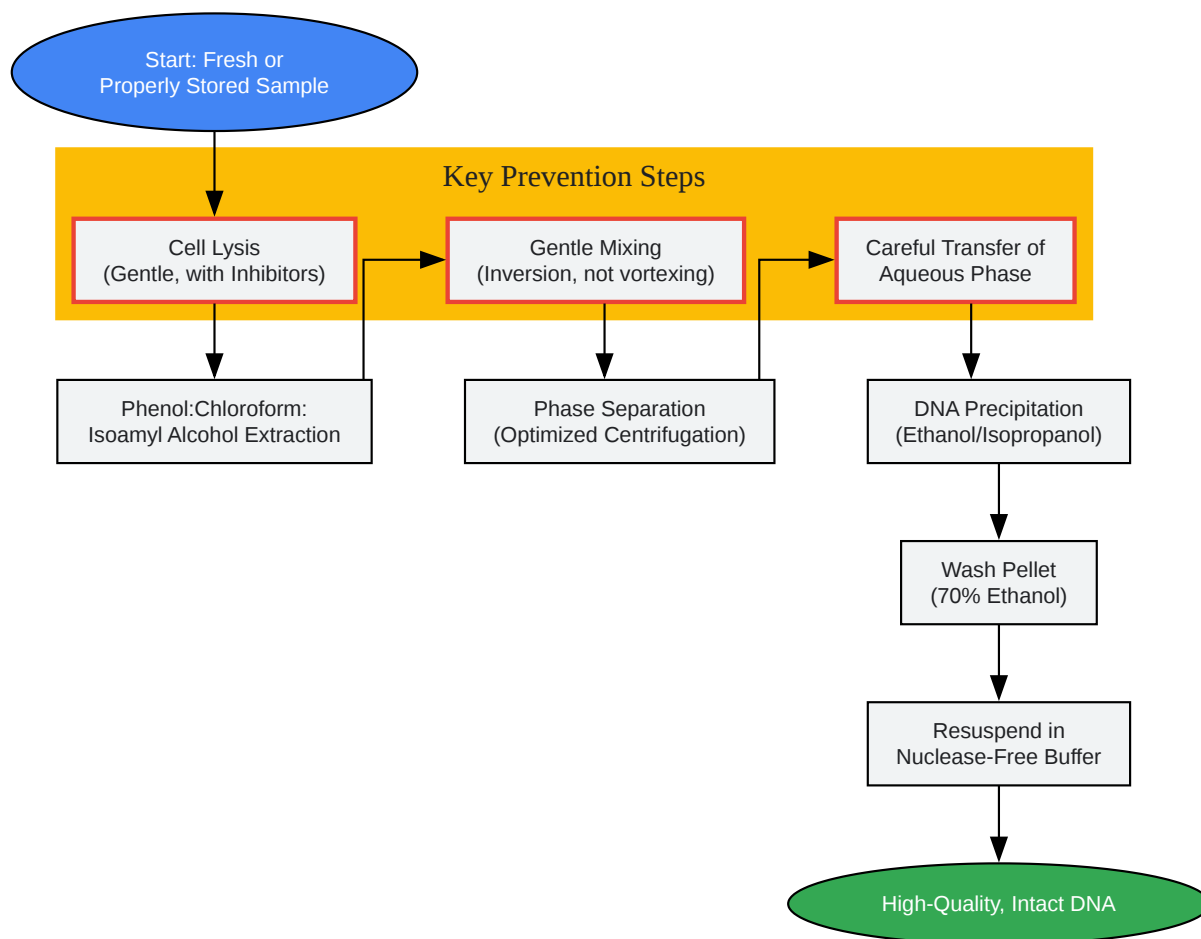 Start: Fresh or
Properly Stored Sample
Key Prevention Steps
Cell Lysis
(Gentle, with Inhibitors)
Gentle Mixing
(Inversion, not vortexing)
Careful Transfer of
Aqueous Phase
Phenol:Chloroform:
Isoamyl Alcohol Extraction
Phase Separation
(Optimized Centrifugation)
DNA Precipitation
(Ethanol/Isopropanol)
Wash Pellet
(70% Ethanol)
Resuspend in
Nuclease-Free Buffer
High-Quality, Intact DNA